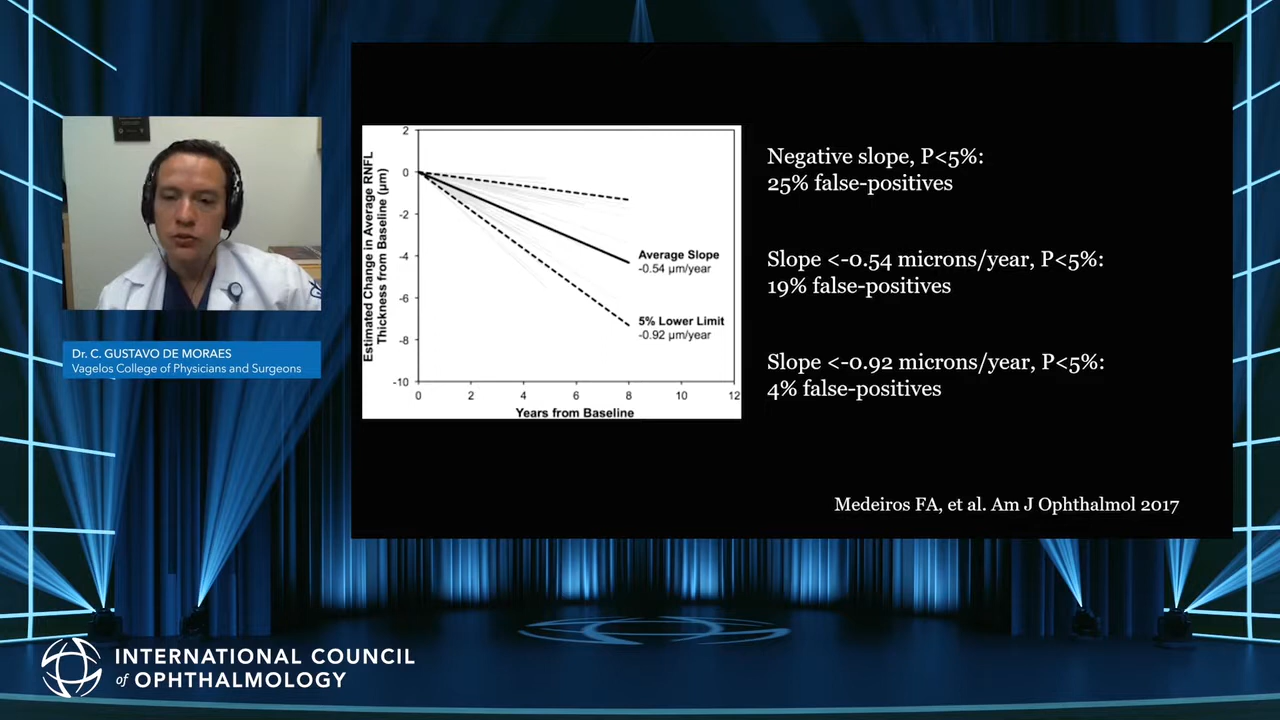 Dr. C. GUSTAVO DE MORAES
Vagelos College of Physicians and Surgeons
Estimated Change in Average RNFL
Thickness from Baseline (µm)
2
0
-2
-4
-6
-8
-10
0 2 4 6 8 10 12
Years from Baseline
Average Slope
-0.54 µm/year
5% Lower Limit
-0.92 µm/year
Negative slope, P<5%:
25% false-positives
Slope <-0.54 microns/year, P<5%:
19% false-positives
Slope <-0.92 microns/year, P<5%:
4% false-positives
Medeiros FA, et al. Am J Ophthalmol 2017
INTERNATIONAL COUNCIL
of OPHTHALMOLOGY